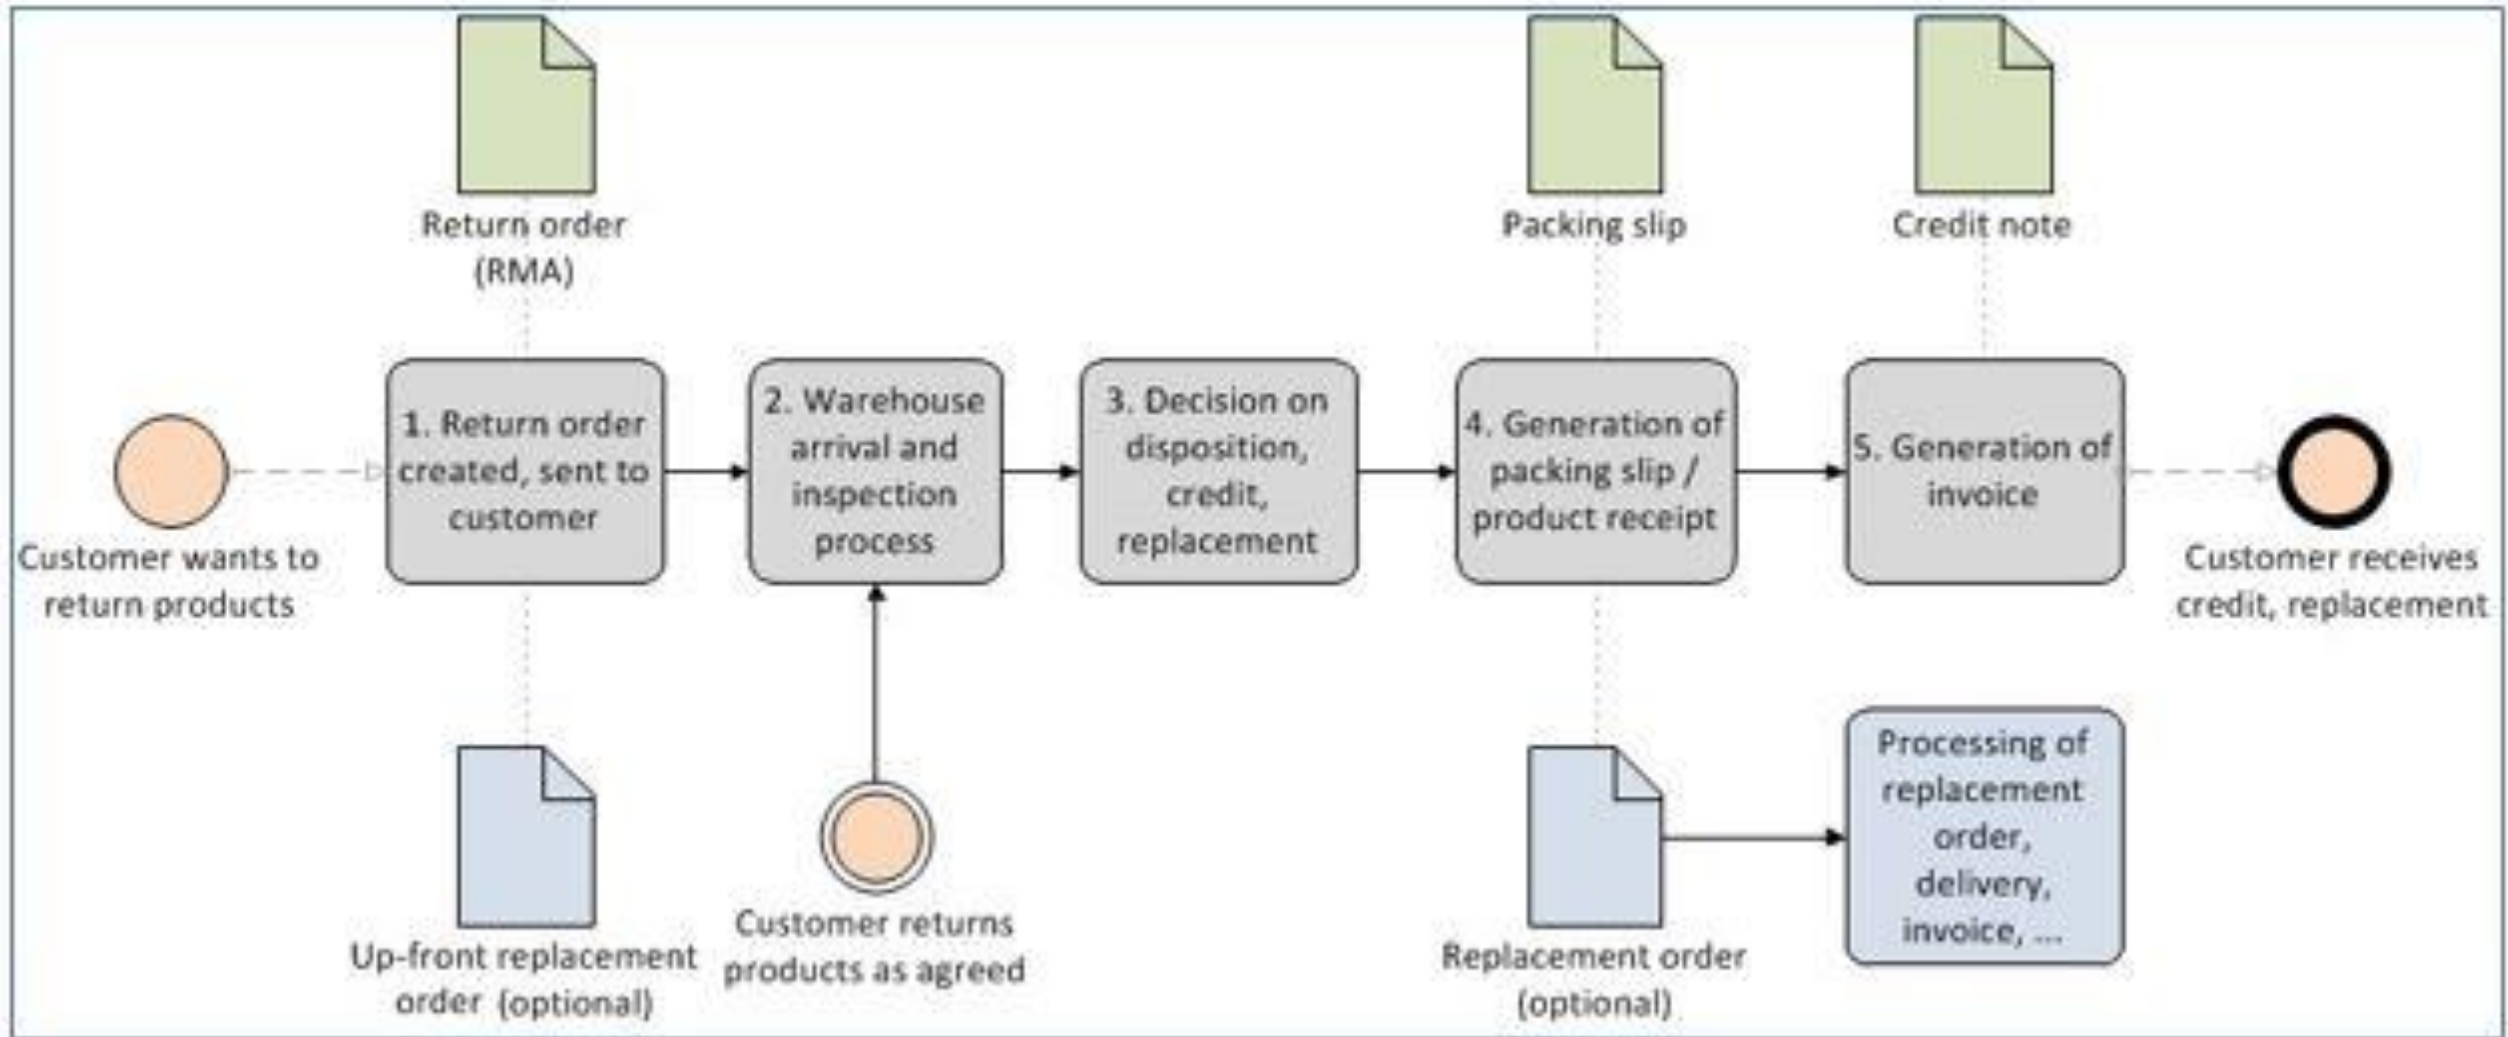 Return order
(RMA)
Packing slip
Credit note
Customer wants to
return products
1. Return order
created, sent to
customer
2. Warehouse
arrival and
inspection
process
3. Decision on
disposition,
credit,
replacement
4. Generation of
packing slip /
product receipt
5. Generation of
invoice
Customer receives
credit, replacement
Up-front replacement
order (optional)
Customer returns
products as agreed
Replacement order
(optional)
Processing of
replacement
order,
delivery,
invoice, ...